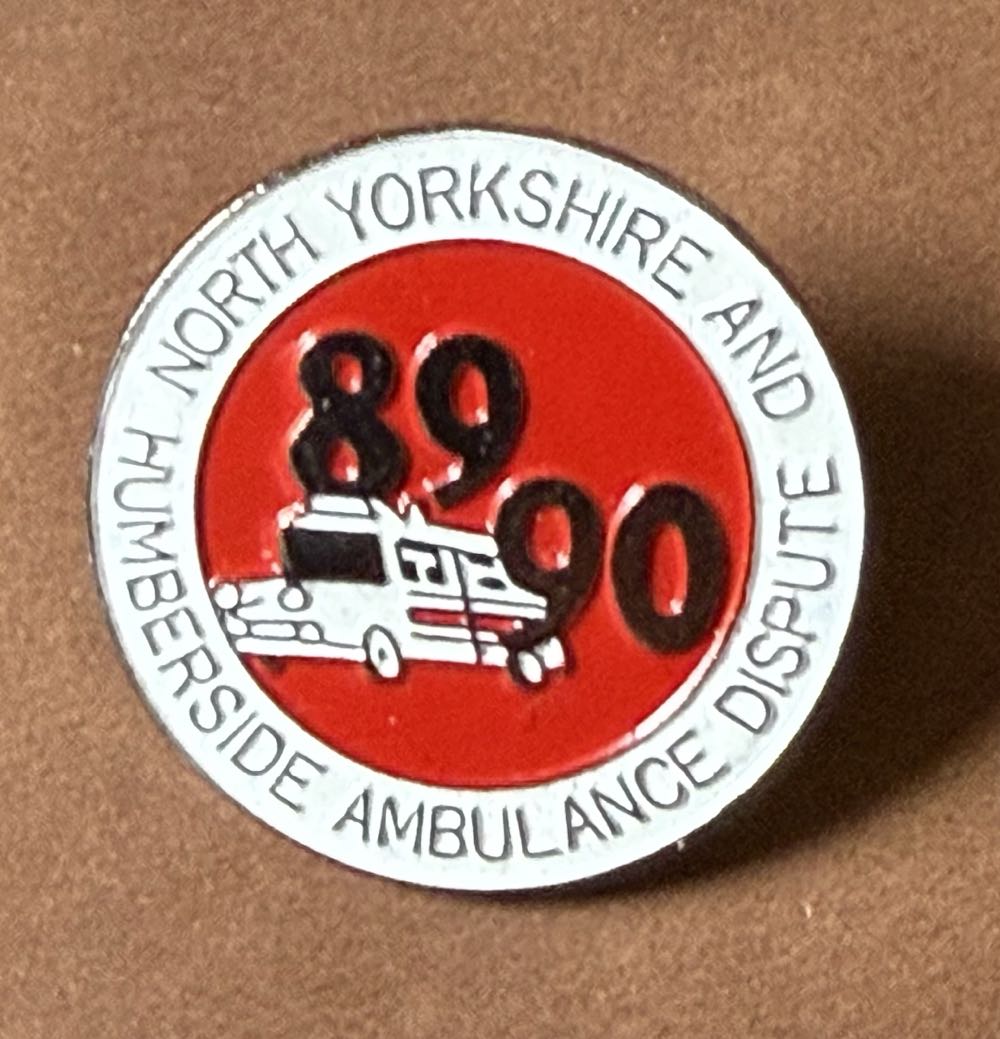 NORTH YORKSHIRE AND
HUMBERSIDE AMBULANCE DISPUTE
89
90